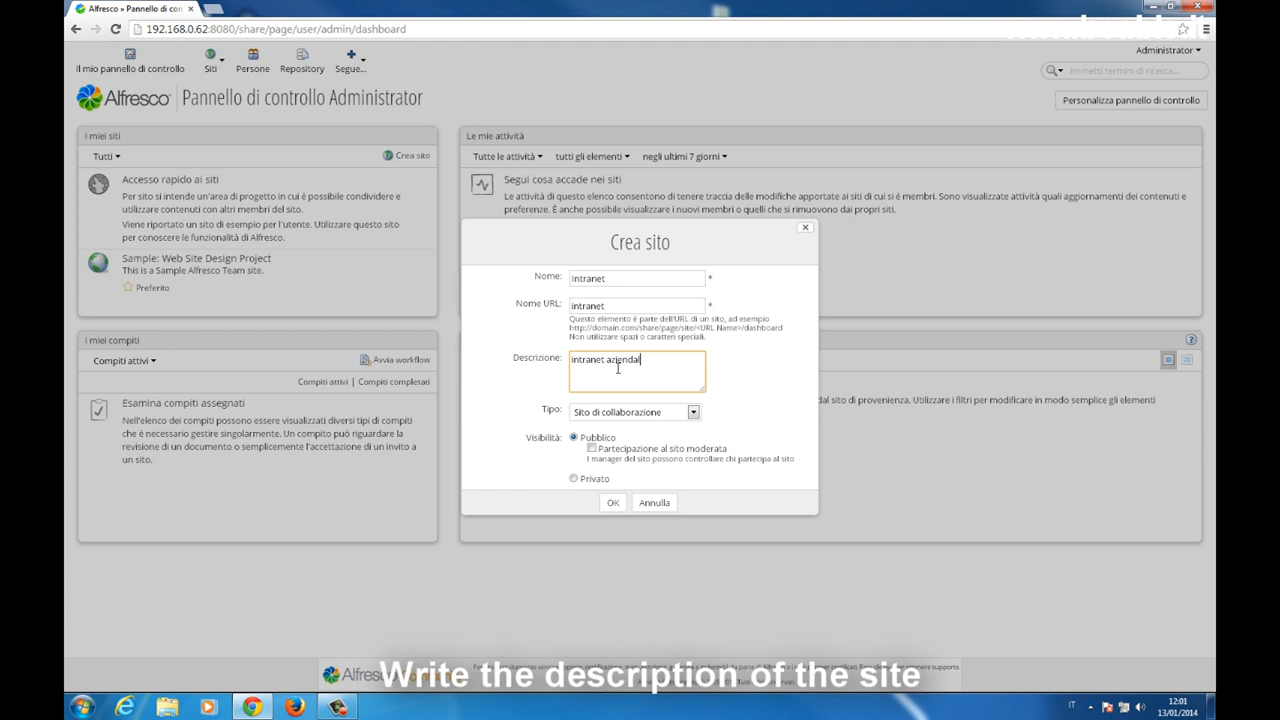 Alfresco » Pannello di con
192.168.0.62:8080/share/page/user/admin/dashboard
Administrator
Il mio pannello di controllo
Siti
Persone
Repository
Segue...
Immetti termini di ricerca...
Alfresco
Pannello di controllo Administrator
Personalizza pannello di controllo
I miei siti
Tutti
Crea sito
Accesso rapido ai siti
Per sito si intende un'area di progetto in cui è possibile condividere e
utilizzare contenuti con altri membri del sito.
Viene riportato un sito di esempio per l'utente. Utilizzare questo sito
per conoscere le funzionalità di Alfresco.
Sample: Web Site Design Project
This is a Sample Alfresco Team site.
Preferito
Le mie attività
Tutte le attività
tutti gli elementi
negli ultimi 7 giorni
Segui cosa accade nei siti
Le attività di questo elenco consentono di tenere traccia delle modifiche apportate ai siti di cui si è membri. Sono visualizzate attività quali aggiornamenti dei contenuti e
preferenze. È anche possibile visualizzare i nuovi membri o quelli che si rimuovono dai propri siti.
Crea sito
Nome:
Intranet
*
Nome URL:
intranet
*
Questo elemento è parte dell'URL di un sito, ad esempio
http://domain.com/share/page/site/<URL Name>/dashboard
Non utilizzare spazi o caratteri speciali.
Descrizione:
intranet aziendal
Tipo:
Sito di collaborazione
Visibilità:
Pubblico
Partecipazione al sito moderata
I manager del sito possono controllare chi partecipa al sito
Privato
OK
Annulla
I miei compiti
Compiti attivi
Avvia workflow
Compiti attivi | Compiti completati
Esamina compiti assegnati
Nell'elenco dei compiti possono essere visualizzati diversi tipi di compiti
che è necessario gestire singolarmente. Un compito può riguardare la
revisione di un documento o semplicemente l'accettazione di un invito a
un sito.
dal sito di provenienza. Utilizzare i filtri per modificare in modo semplice gli elementi
Write the description of the site
IT
12:01
13/01/2014